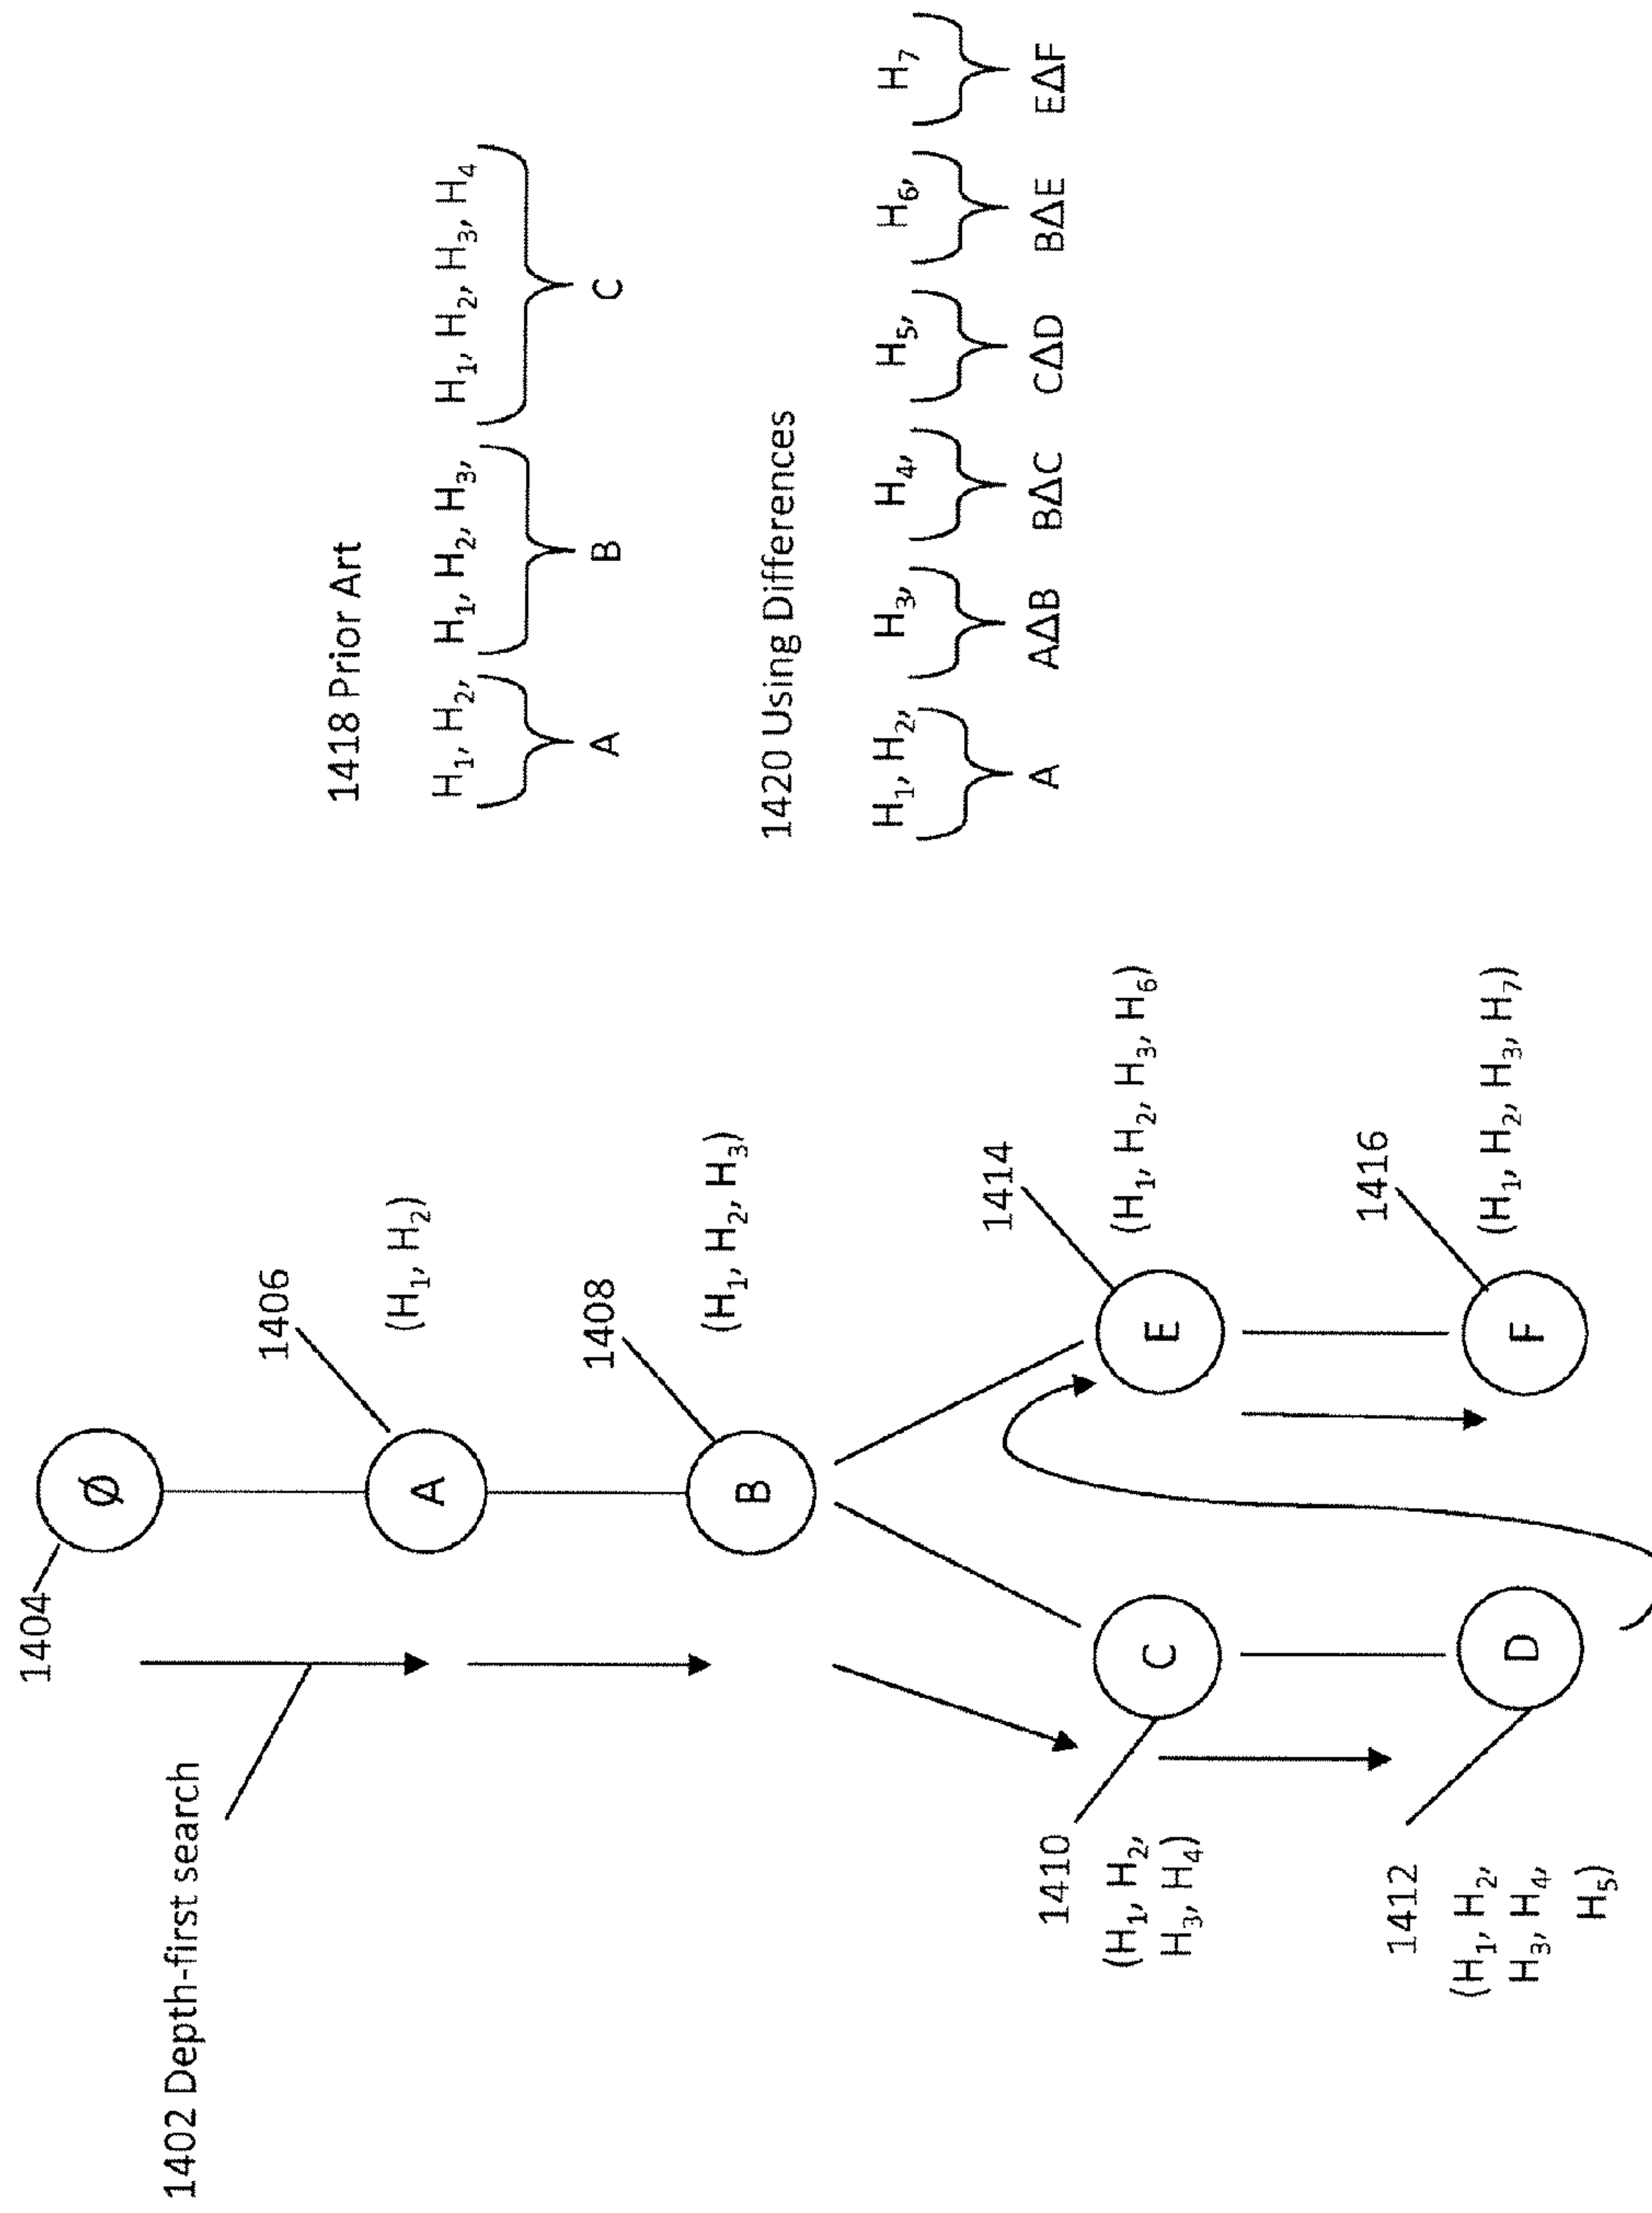 1402 Depth-first search
1404
Ø
1406
A
(H₁, H₂)
1408
B
(H₁, H₂, H₃)
1410
C
(H₁, H₂,
H₃, H₄)
1412
D
(H₁, H₂,
H₃, H₄,
H₅)
1414
E
(H₁, H₂, H₃, H₆)
1416
F
(H₁, H₂, H₃, H₇)
1418 Prior Art
H₁, H₂, H₁, H₂, H₃, H₁, H₂, H₃, H₄
A B C
1420 Using Differences
H₁, H₂, H₃, H₄, H₅, H₆, H₇
A AΔB BΔC CΔD BΔE EΔF